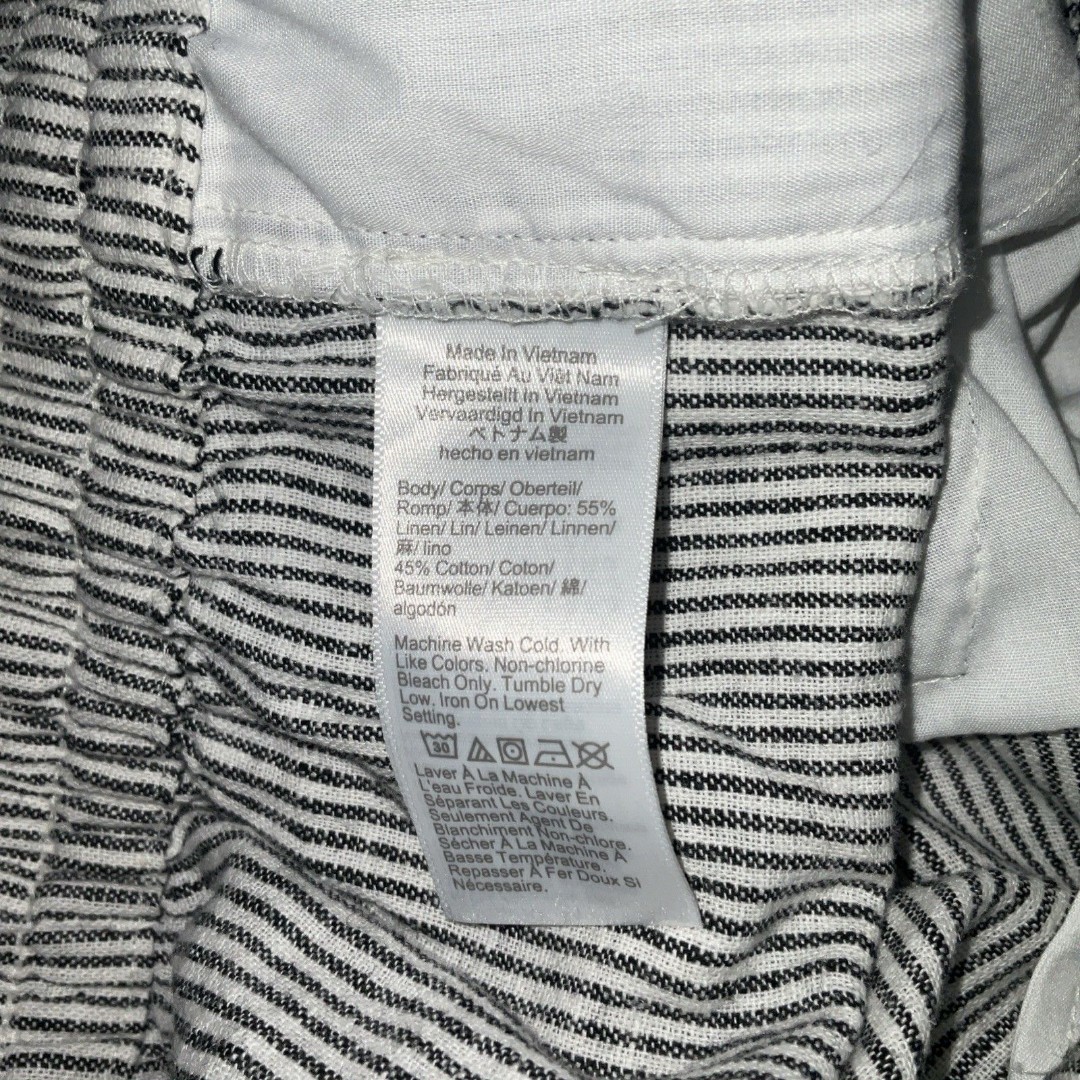 Made In Vietnam
Fabriqué Au Việt Nam
Hergestellt In Vietnam
Vervaardigd In Vietnam
ベトナム製
hecho en vietnam
Body/ Corps/ Oberteil/
Romp/ 本体/ Cuerpo: 55%
Linen/ Lin/ Leinen/ Linnen/
麻/ lino
45% Cotton/ Coton/
Baumwolle/ Katoen/ 綿/
algodón
Machine Wash Cold. With
Like Colors. Non-chlorine
Bleach Only. Tumble Dry
Low. Iron On Lowest
Setting.
30
Laver À La Machine À
L'eau Froide. Laver En
Séparant Les Couleurs.
Seulement Agent De
Blanchiment Non-chlore.
Sécher À La Machine À
Basse Température.
Repasser À Fer Doux Si
Nécessaire.